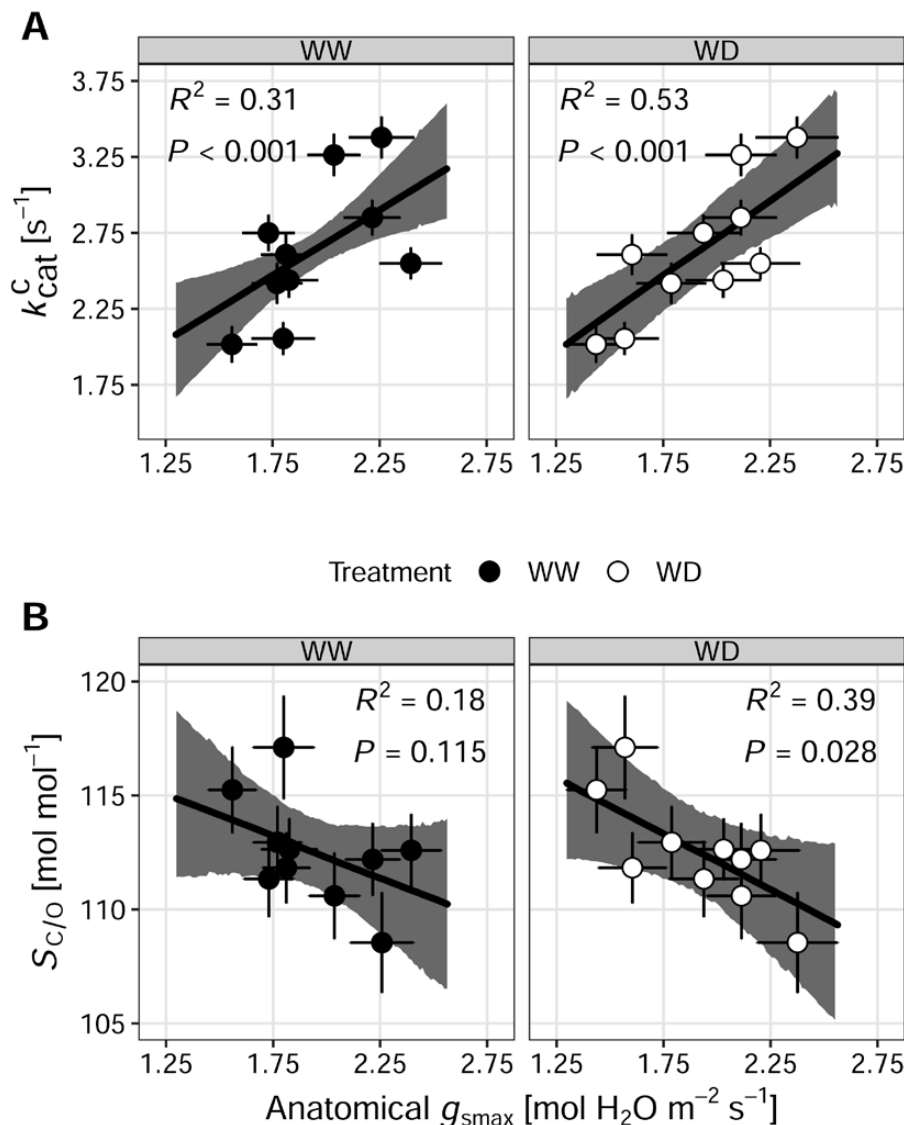 A
WW WD
3.75
3.25
2.75
2.25
1.75
R² = 0.31
P < 0.001
R² = 0.53
P < 0.001
k^C_cat [s⁻¹]
1.25 1.75 2.25 2.75 1.25 1.75 2.25 2.75
Treatment WW WD
B
WW WD
120
115
110
105
R² = 0.18
P = 0.115
R² = 0.39
P = 0.028
S_C/O [mol mol⁻¹]
1.25 1.75 2.25 2.75 1.25 1.75 2.25 2.75
Anatomical g_smax [mol H₂O m⁻² s⁻¹]